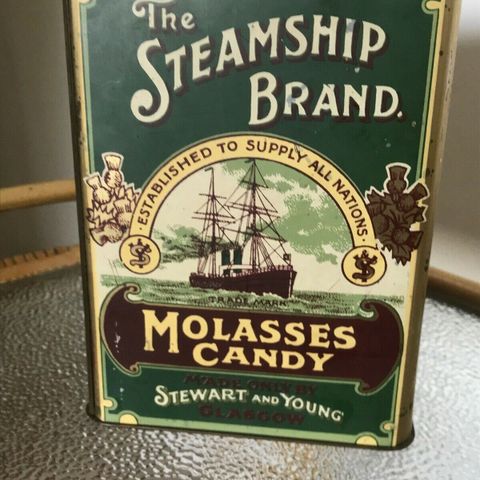 The
STEAMSHIP
BRAND.
ESTABLISHED TO SUPPLY ALL NATIONS.
TRADE MARK
MOLASSES
CANDY
MADE ONLY BY
STEWART AND YOUNG
GLASGOW